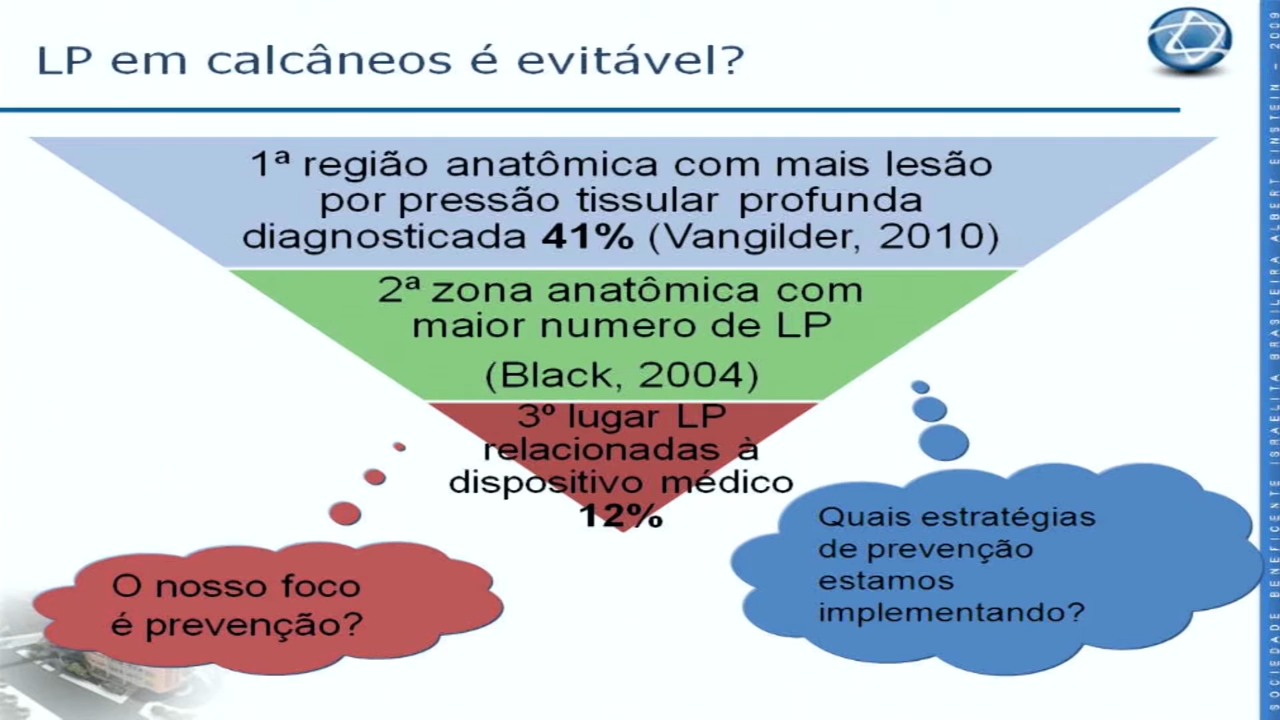 LP em calcâneos é evitável?
1ª região anatômica com mais lesão
por pressão tissular profunda
diagnosticada 41% (Vangilder, 2010)
2ª zona anatômica com
maior numero de LP
(Black, 2004)
3º lugar LP
relacionadas à
dispositivo médico
12%
O nosso foco
é prevenção?
Quais estratégias
de prevenção
estamos
implementando?
SOCIEDADE BENEFICENTE ISRAELITA BRASILEIRA ALBERT EINSTEIN - 2009